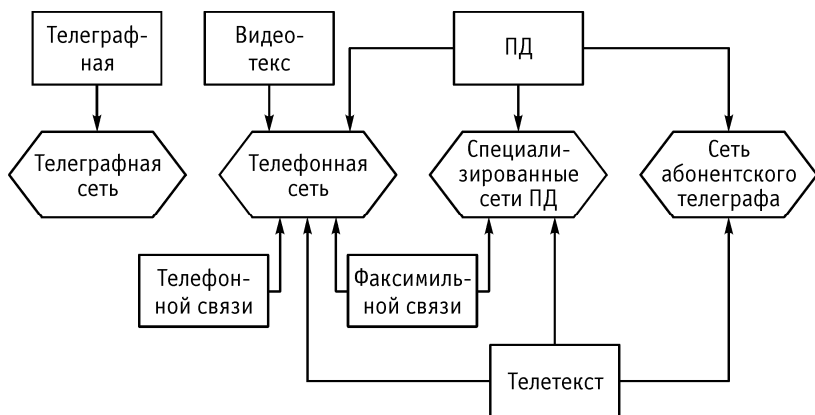 Телеграф-
ная
Видео-
текс
ПД
Телеграфная
сеть
Телефонная
сеть
Специали-
зированные
сети ПД
Сеть
абонентского
телеграфа
Телефон-
ной связи
Факсимиль-
ной связи
Телетекст